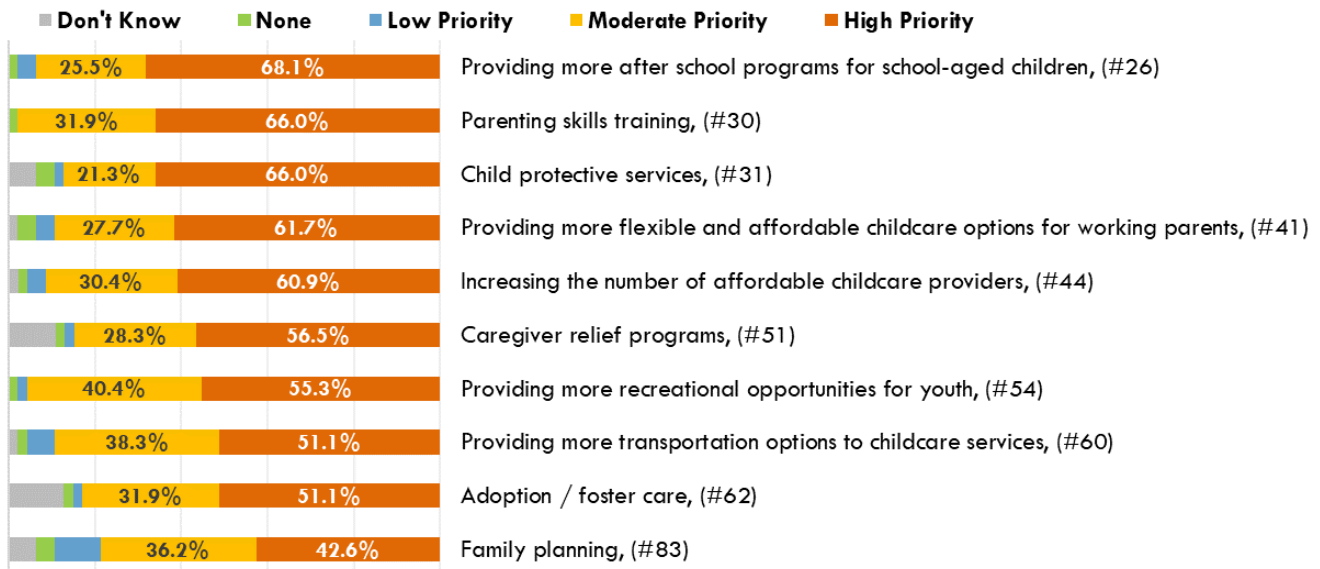 Don't Know None Low Priority Moderate Priority High Priority
25.5% 68.1% Providing more after school programs for school-aged children, (#26)
31.9% 66.0% Parenting skills training, (#30)
21.3% 66.0% Child protective services, (#31)
27.7% 61.7% Providing more flexible and affordable childcare options for working parents, (#41)
30.4% 60.9% Increasing the number of affordable childcare providers, (#44)
28.3% 56.5% Caregiver relief programs, (#51)
40.4% 55.3% Providing more recreational opportunities for youth, (#54)
38.3% 51.1% Providing more transportation options to childcare services, (#60)
31.9% 51.1% Adoption / foster care, (#62)
36.2% 42.6% Family planning, (#83)